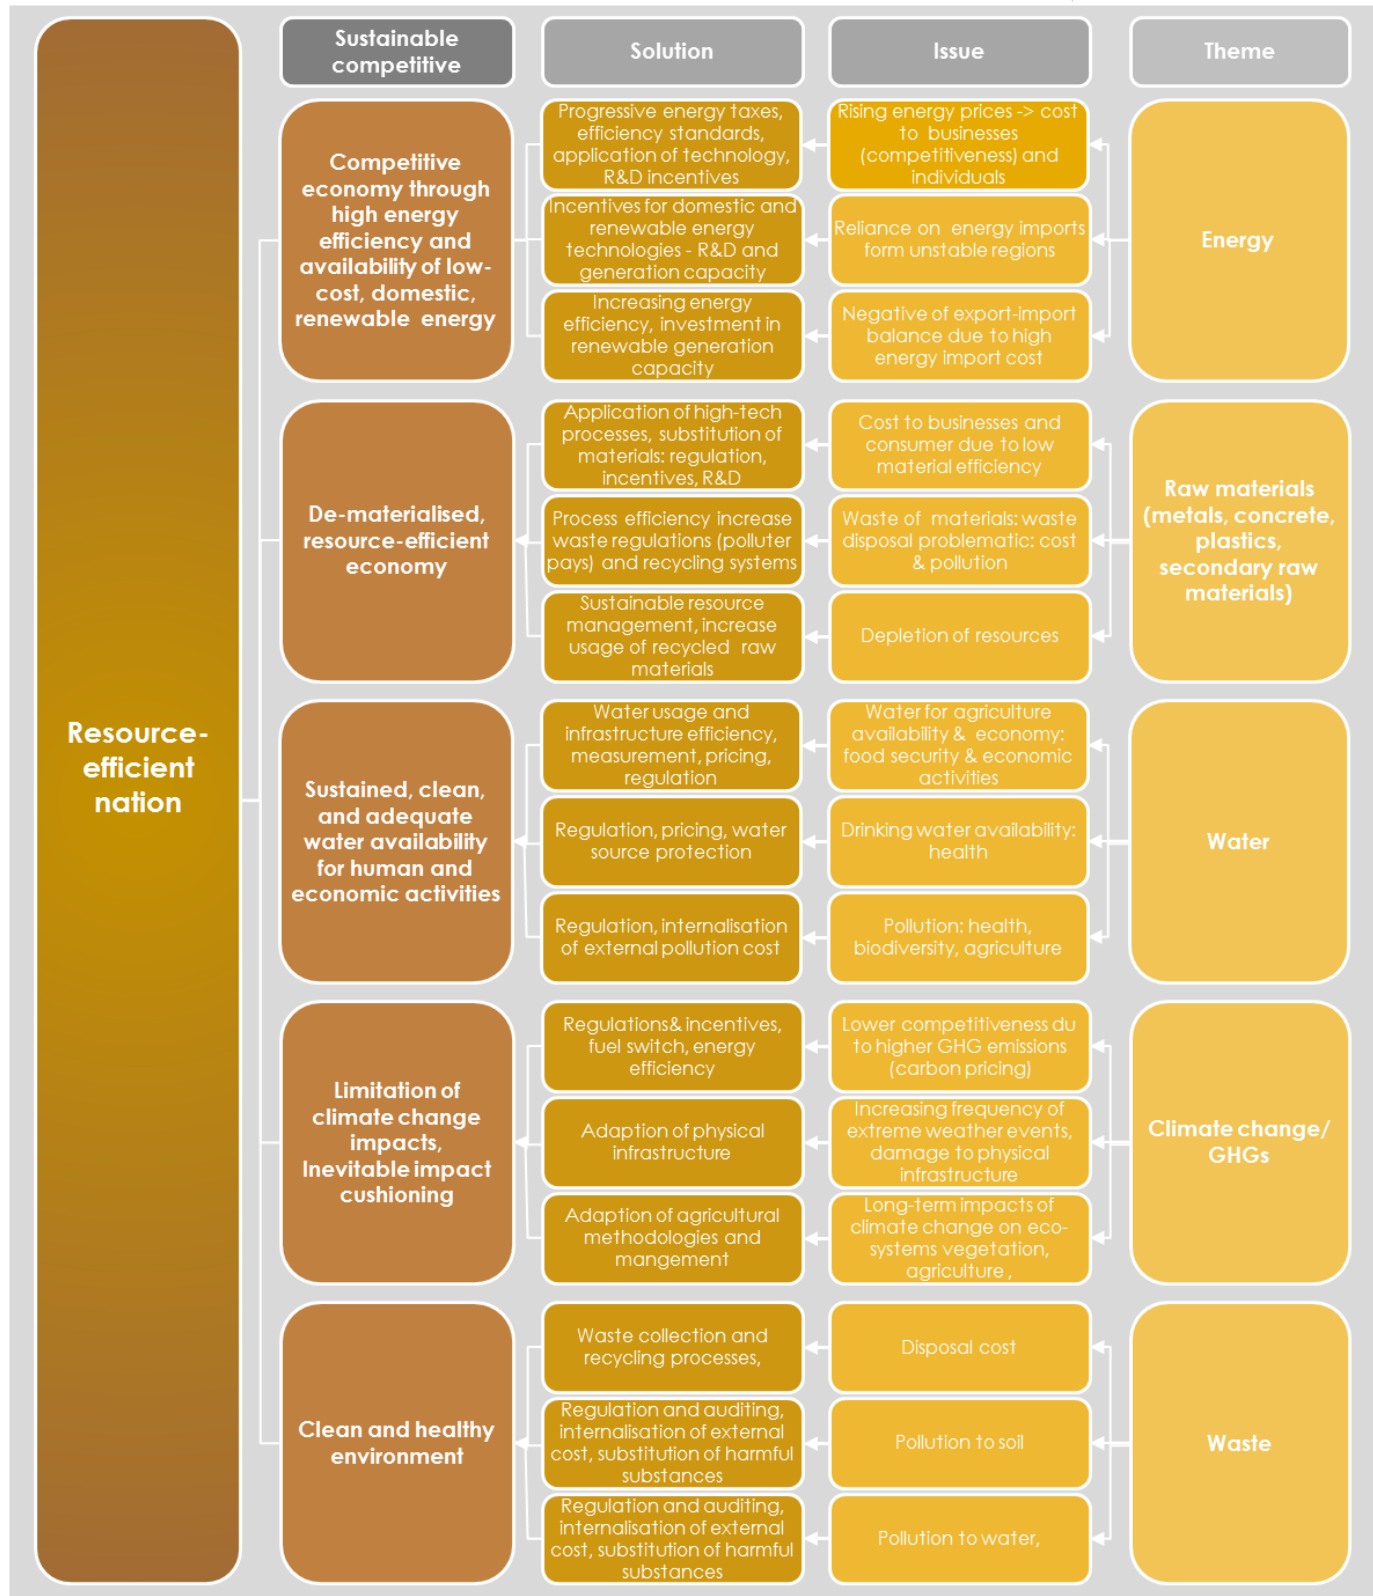 Sustainable
competitive
Solution
Issue
Theme
Resource-
efficient
nation
Competitive
economy through
high energy
efficiency and
availability of low-
cost, domestic,
renewable energy
Progressive energy taxes,
efficiency standards,
application of technology,
R&D incentives
Rising energy prices -> cost
to businesses
(competitiveness) and
individuals
Incentives for domestic and
renewable energy
technologies - R&D and
generation capacity
Reliance on energy imports
form unstable regions
Increasing energy
efficiency, investment in
renewable generation
capacity
Negative of export-import
balance due to high
energy import cost
Energy
De-materialised,
resource-efficient
economy
Application of high-tech
processes, substitution of
materials: regulation,
incentives, R&D
Cost to businesses and
consumer due to low
material efficiency
Process efficiency increase
waste regulations (polluter
pays) and recycling systems
Waste of materials: waste
disposal problematic: cost
& pollution
Sustainable resource
management, increase
usage of recycled raw
materials
Depletion of resources
Raw materials
(metals, concrete,
plastics,
secondary raw
materials)
Sustained, clean,
and adequate
water availability
for human and
economic activities
Water usage and
infrastructure efficiency,
measurement, pricing,
regulation
Water for agriculture
availability & economy:
food security & economic
activities
Regulation, pricing, water
source protection
Drinking water availability:
health
Regulation, internalisation
of external pollution cost
Pollution: health,
biodiversity, agriculture
Water
Limitation of
climate change
impacts,
Inevitable impact
cushioning
Regulations& incentives,
fuel switch, energy
efficiency
Lower competitiveness du
to higher GHG emissions
(carbon pricing)
Adaption of physical
infrastructure
Increasing frequency of
extreme weather events,
damage to physical
infrastructure
Adaption of agricultural
methodologies and
mangement
Long-term impacts of
climate change on eco-
systems vegetation,
agriculture ,
Climate change/
GHGs
Clean and healthy
environment
Waste collection and
recycling processes,
Disposal cost
Regulation and auditing,
internalisation of external
cost, substitution of harmful
substances
Pollution to soil
Regulation and auditing,
internalisation of external
cost, substitution of harmful
substances
Pollution to water,
Waste